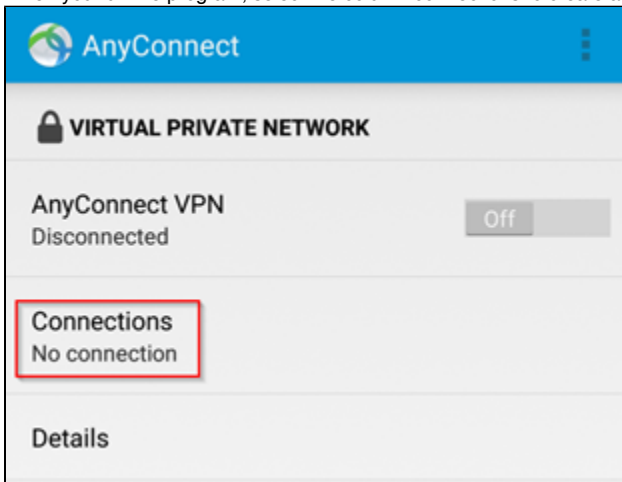 AnyConnect
VIRTUAL PRIVATE NETWORK
AnyConnect VPN
Off
Disconnected
Connections
No connection
Details